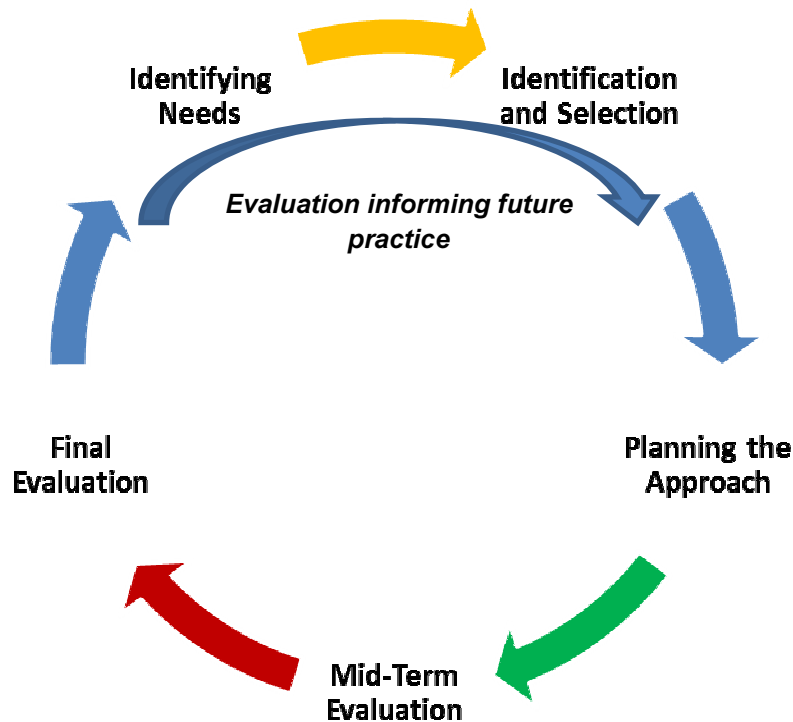 Identifying
Needs
Identification
and Selection
Evaluation informing future
practice
Final
Evaluation
Planning the
Approach
Mid-Term
Evaluation